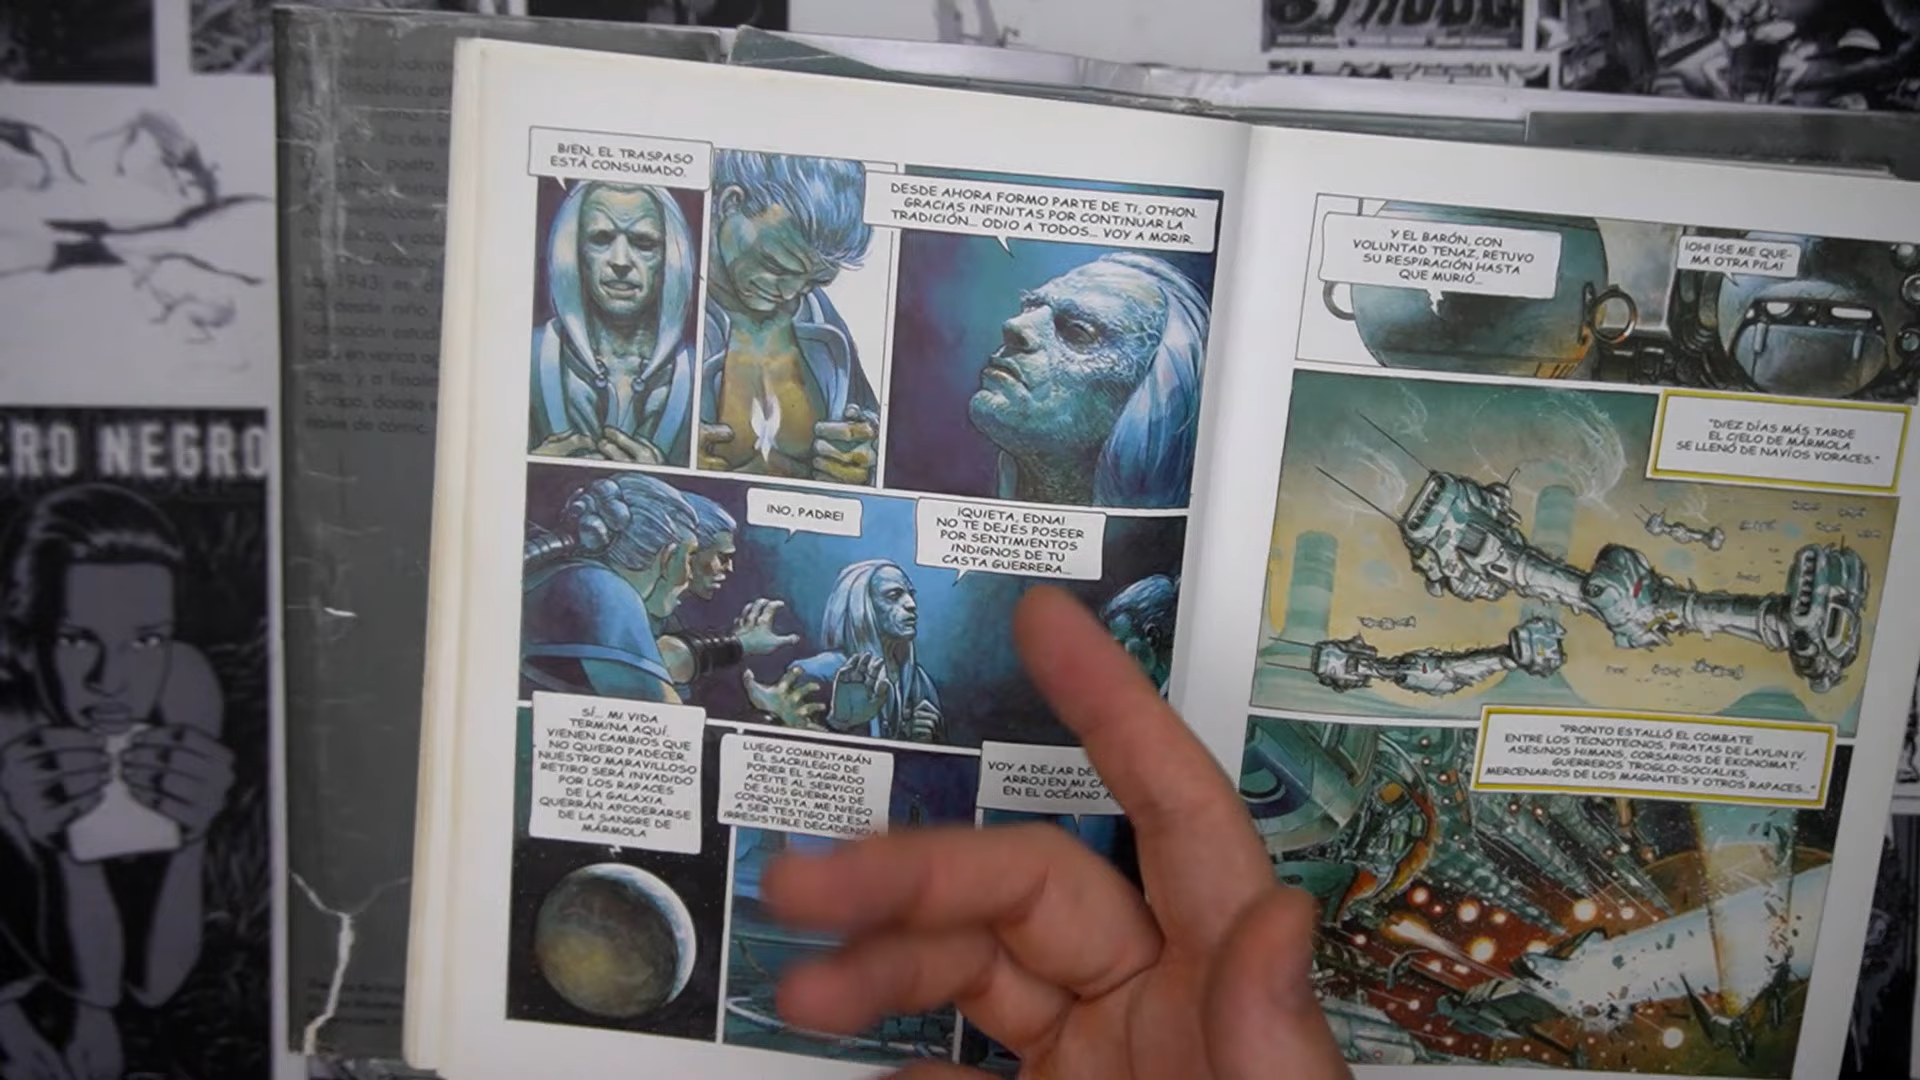 BIEN, EL TRASPASO
ESTÁ CONSUMADO.
DESDE AHORA FORMO PARTE DE TI, OTHON.
GRACIAS INFINITAS POR CONTINUAR LA
TRADICIÓN... ODIO A TODOS... VOY A MORIR.
¡NO, PADRE!
¡QUIETA, EDNA!
NO TE DEJES POSEER
POR SENTIMIENTOS
INDIGNOS DE TU
CASTA GUERRERA...
SÍ... MI VIDA
TERMINA AQUÍ.
VIENEN CAMBIOS QUE
NO QUIERO PADECER.
NUESTRO MARAVILLOSO
RETIRO SERÁ INVADIDO
POR LOS RAPACES
DE LA GALAXIA.
QUERRÁN APODERARSE
DE LA SANGRE DE
MÁRMOLA
LUEGO COMENTARÁN
EL SACRILEGIO DE
PONER EL SAGRADO
ACEITE AL SERVICIO
DE SUS GUERRAS DE
CONQUISTA. ME NIEGO
A SER TESTIGO DE ESA
IRRESISTIBLE DECADENCIA
VOY A DEJAR DE
ARROJEN MI
EN EL OCÉANO
Y EL BARÓN, CON
VOLUNTAD TENAZ, RETUVO
SU RESPIRACIÓN HASTA
QUE MURIÓ...
¡OH! ¡SE ME QUE-
MA OTRA PILA!
"DIEZ DÍAS MÁS TARDE
EL CIELO DE MÁRMOLA
SE LLENÓ DE NAVÍOS VORACES."
"PRONTO ESTALLÓ EL COMBATE
ENTRE LOS TECNOTECNOS, PIRATAS DE LAYLIN IV,
ASESINOS HIMANS, CORSARIOS DE EKONOMAT,
GUERREROS TROGLO-SOCIALIKS,
MERCENARIOS DE LOS MAGNATES Y OTROS RAPACES..."
NEGRO